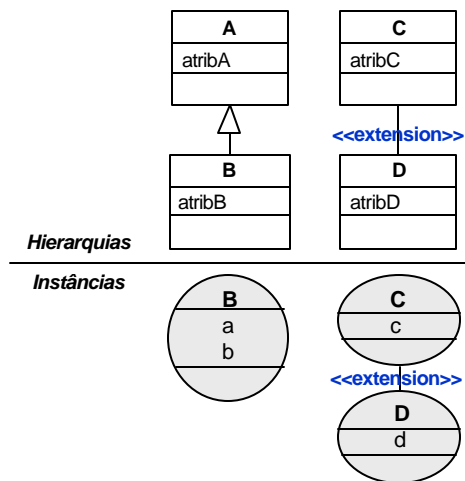 A
C
atribA
atribC
<<extension>>
B
D
atribB
atribD
Hierarquias
Instâncias
B
C
a
c
b
<<extension>>
D
d